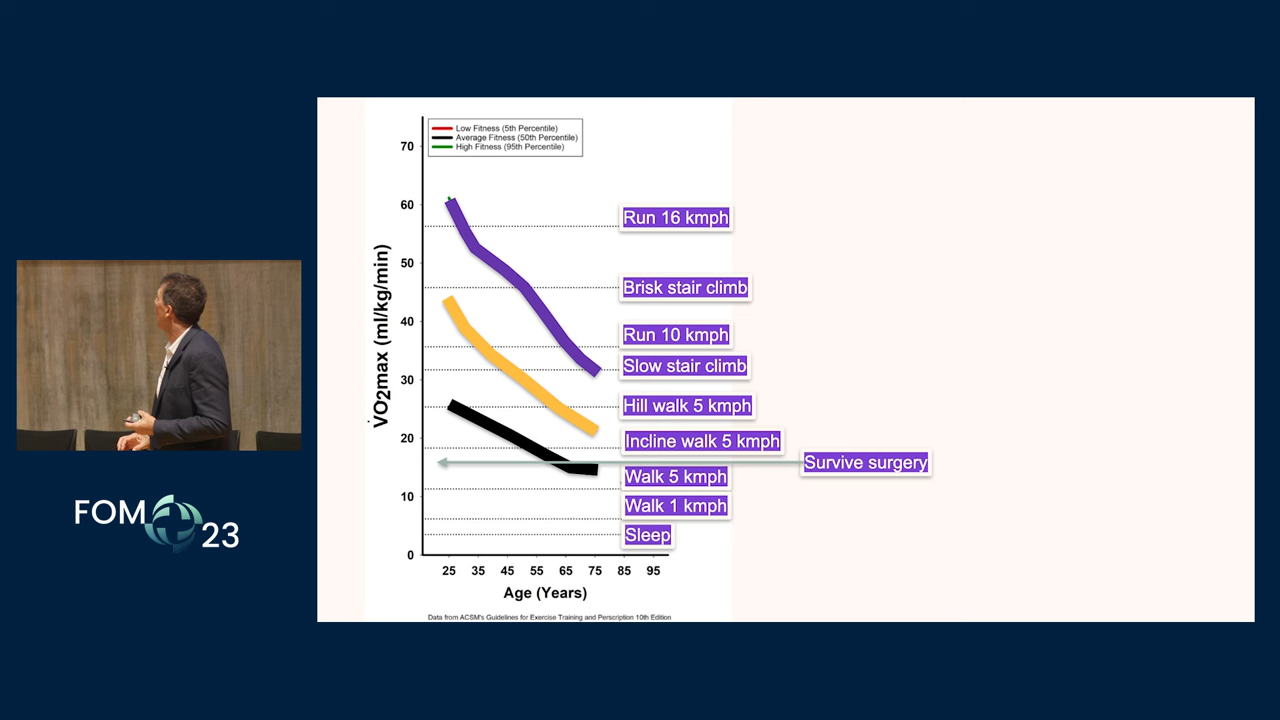 Low Fitness (5th Percentile)
Average Fitness (50th Percentile)
High Fitness (95th Percentile)
70
60
50
40
30
20
10
0
V̇O2max (ml/kg/min)
25 35 45 55 65 75 85 95
Age (Years)
Run 16 kmph
Brisk stair climb
Run 10 kmph
Slow stair climb
Hill walk 5 kmph
Incline walk 5 kmph
Survive surgery
Walk 5 kmph
Walk 1 kmph
Sleep
Data from ACSM's Guidelines for Exercise Training and Perscription 10th Edition
FOM 23